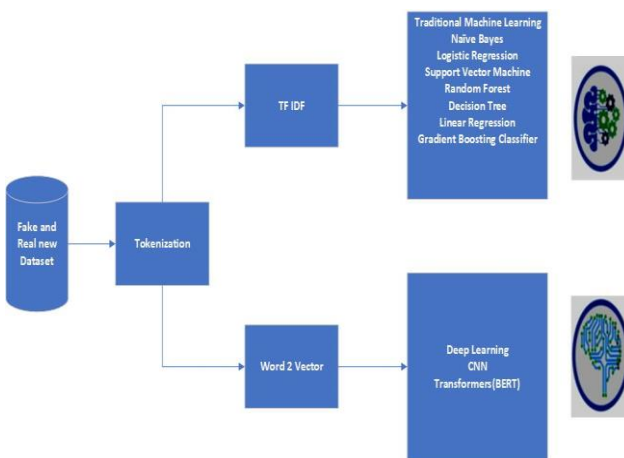 Traditional Machine Learning
Naïve Bayes
Logistic Regression
Support Vector Machine
Random Forest
Decision Tree
Linear Regression
Gradient Boosting Classifier
TF IDF
Fake and
Real new
Dataset
Tokenization
Word 2 Vector
Deep Learning
CNN
Transformers(BERT)